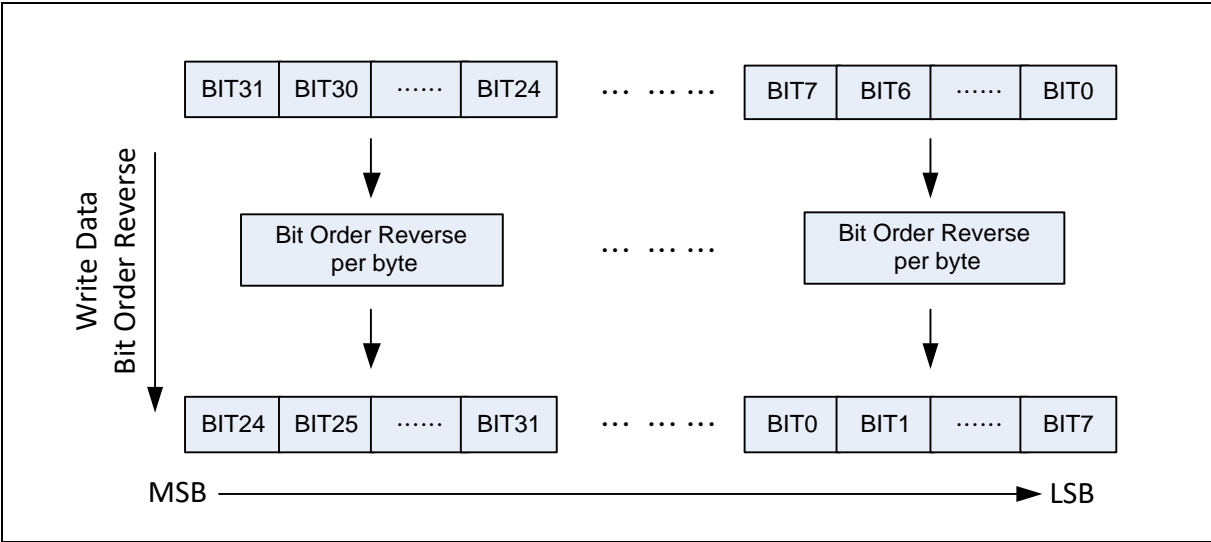 BIT31 BIT30 ...... BIT24 ... ... ... BIT7 BIT6 ...... BIT0
Write Data
Bit Order Reverse
Bit Order Reverse
per byte
... ... ...
Bit Order Reverse
per byte
BIT24 BIT25 ...... BIT31 ... ... ... BIT0 BIT1 ...... BIT7
MSB LSB